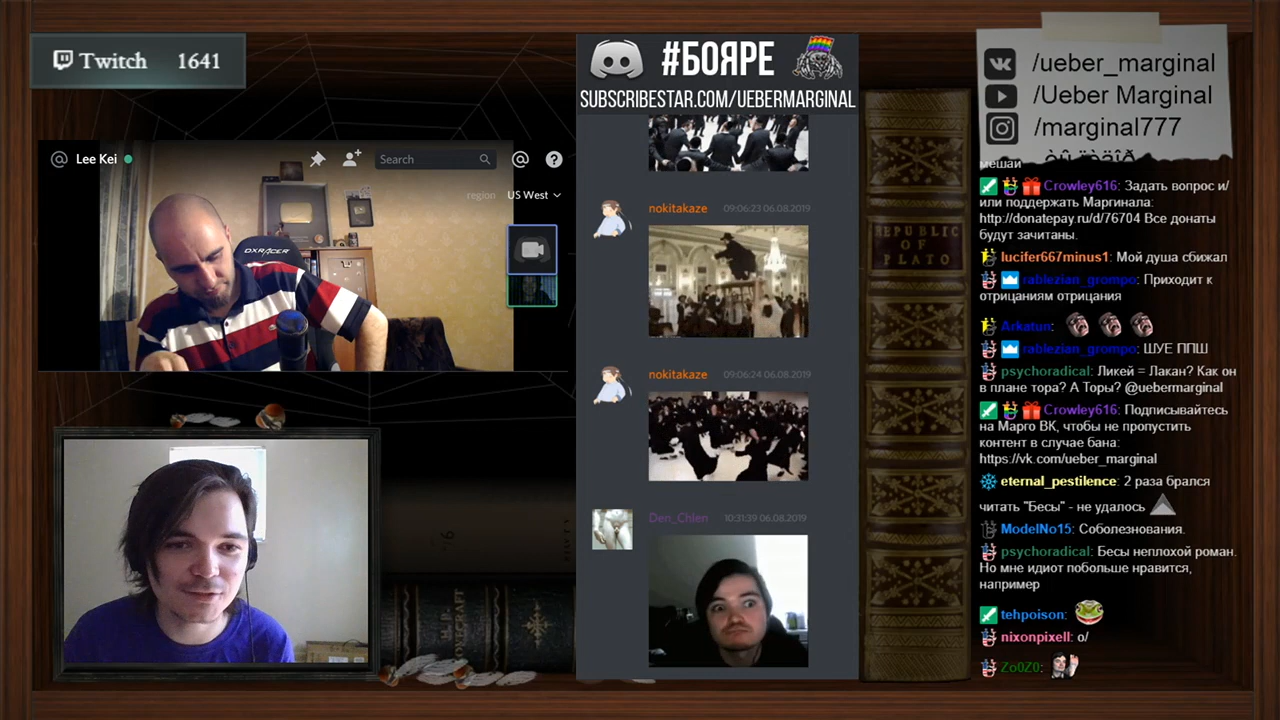 Twitch 1641
Lee Kei
Search
region US West
DXRACER
#БОЯРЕ
SUBSCRIBESTAR.COM/UEBERMARGINAL
nokitakaze 09:06:23 06.08.2019
nokitakaze 09:06:24 06.08.2019
Den_Chlen 10:31:39 06.08.2019
REPUBLIC
OF
PLATO
/ueber_marginal
/Ueber Marginal
/marginal777
мешай
Crowley616: Задать вопрос и/
или поддержать Маргинала:
http://donatepay.ru/d/76704 Все донаты
будут зачитаны.
lucifer667minus1: Мой душа сбижал
rablezian_grompo: Приходит к
отрицаниям отрицания
Arkatun:
rablezian_grompo: ШУЕ ППШ
psychoradical: Ликей = Лакан? Как он
в плане тора? А Торы? @uebermarginal
Crowley616: Подписывайтесь
на Марго ВК, чтобы не пропустить
контент в случае бана:
https://vk.com/ueber_marginal
eternal_pestilence: 2 раза брался
читать "Бесы" - не удалось
ModelNo15: Соболезнования.
psychoradical: Бесы неплохой роман.
Но мне идиот побольше нравится,
например
tehpoison:
nixonpixell: o/
Zo0Z0: